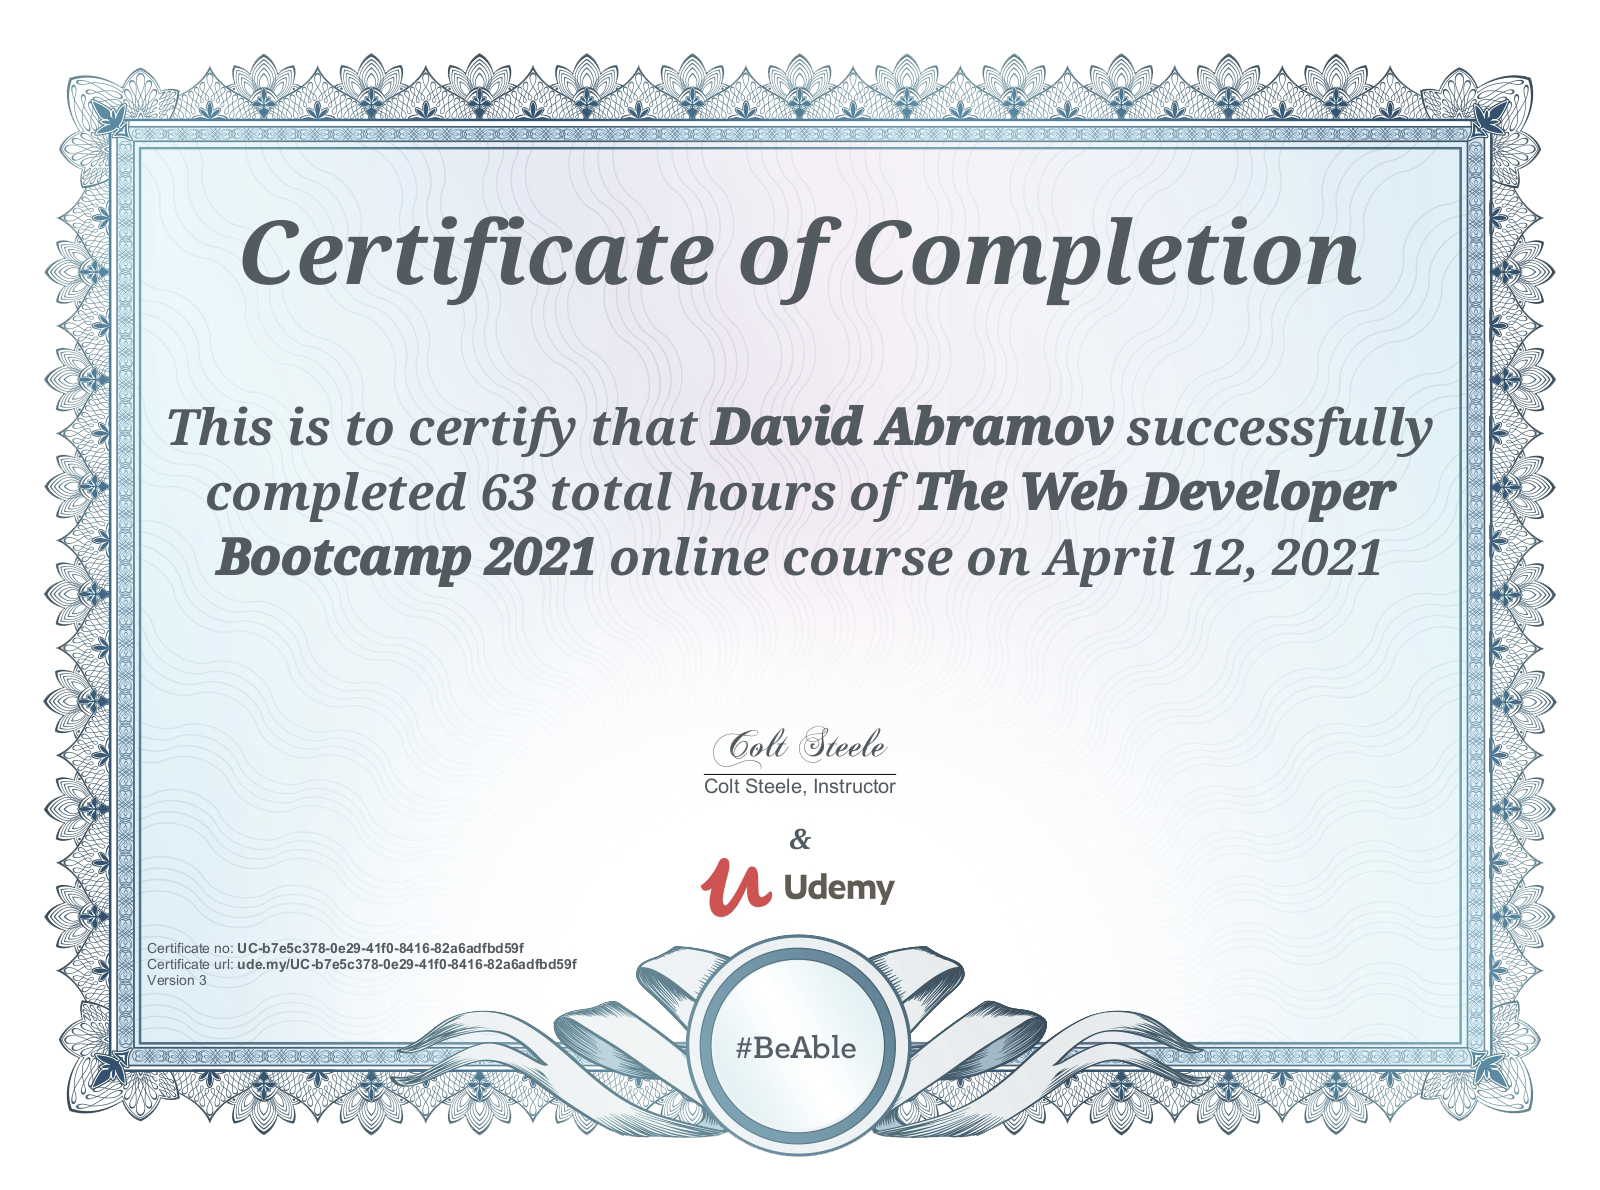 Certificate of Completion
This is to certify that David Abramov successfully
completed 63 total hours of The Web Developer
Bootcamp 2021 online course on April 12, 2021
Colt Steele
Colt Steele, Instructor
&
Udemy
Certificate no: UC-b7e5c378-0e29-41f0-8416-82a6adfbd59f
Certificate url: ude.my/UC-b7e5c378-0e29-41f0-8416-82a6adfbd59f
Version 3
#BeAble